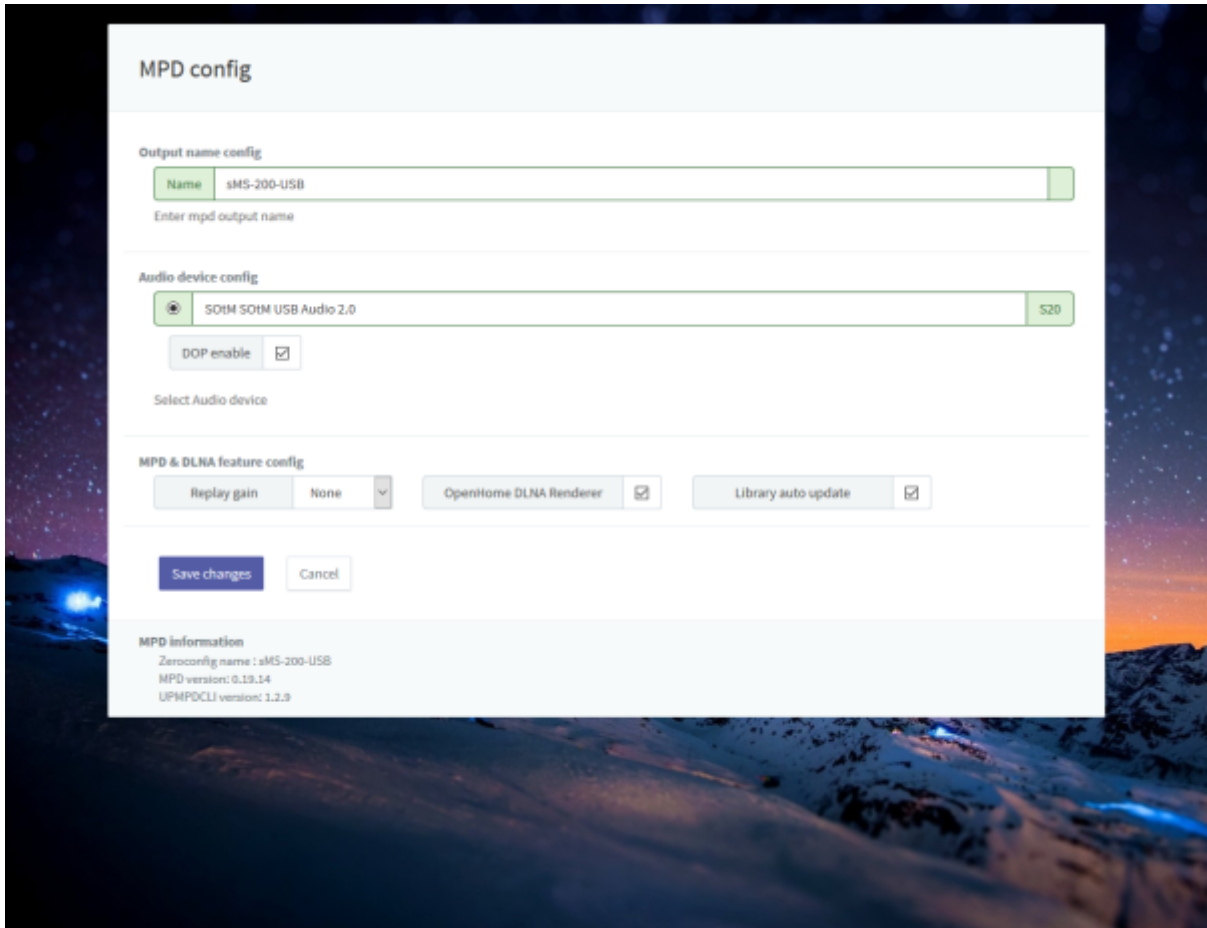 MPD config
Output name config
Name sMS-200-USB
Enter mpd output name
Audio device config
SOtM SOtM USB Audio 2.0 S20
DOP enable
Select Audio device
MPD & DLNA feature config
Replay gain None OpenHome DLNA Renderer Library auto update
Save changes Cancel
MPD information
Zeroconfig name : sMS-200-USB
MPD version: 0.19.14
UPMPDCLI version: 1.2.9